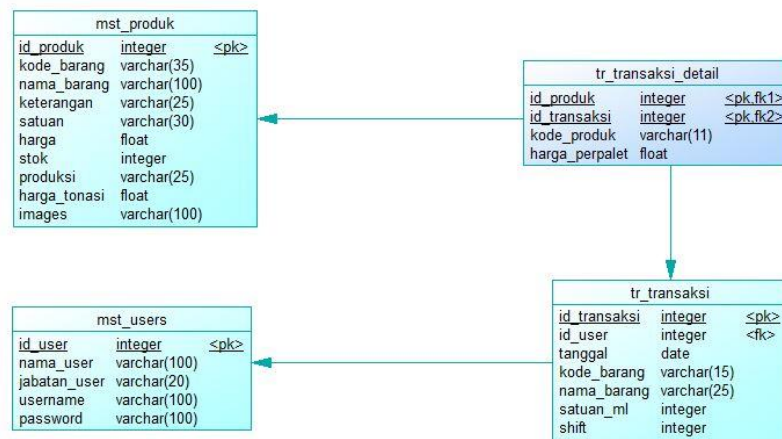 mst_produk
id_produk integer <pk>
kode_barang varchar(35)
nama_barang varchar(100)
keterangan varchar(25)
satuan varchar(30)
harga float
stok integer
produksi varchar(25)
harga_tonasi float
images varchar(100)
tr_transaksi_detail
id_produk integer <pk,fk1>
id_transaksi integer <pk,fk2>
kode_produk varchar(11)
harga_perpalet float
mst_users
id_user integer <pk>
nama_user varchar(100)
jabatan_user varchar(20)
username varchar(100)
password varchar(100)
tr_transaksi
id_transaksi integer <pk>
id_user integer <fk>
tanggal date
kode_barang varchar(15)
nama_barang varchar(25)
satuan_ml integer
shift integer